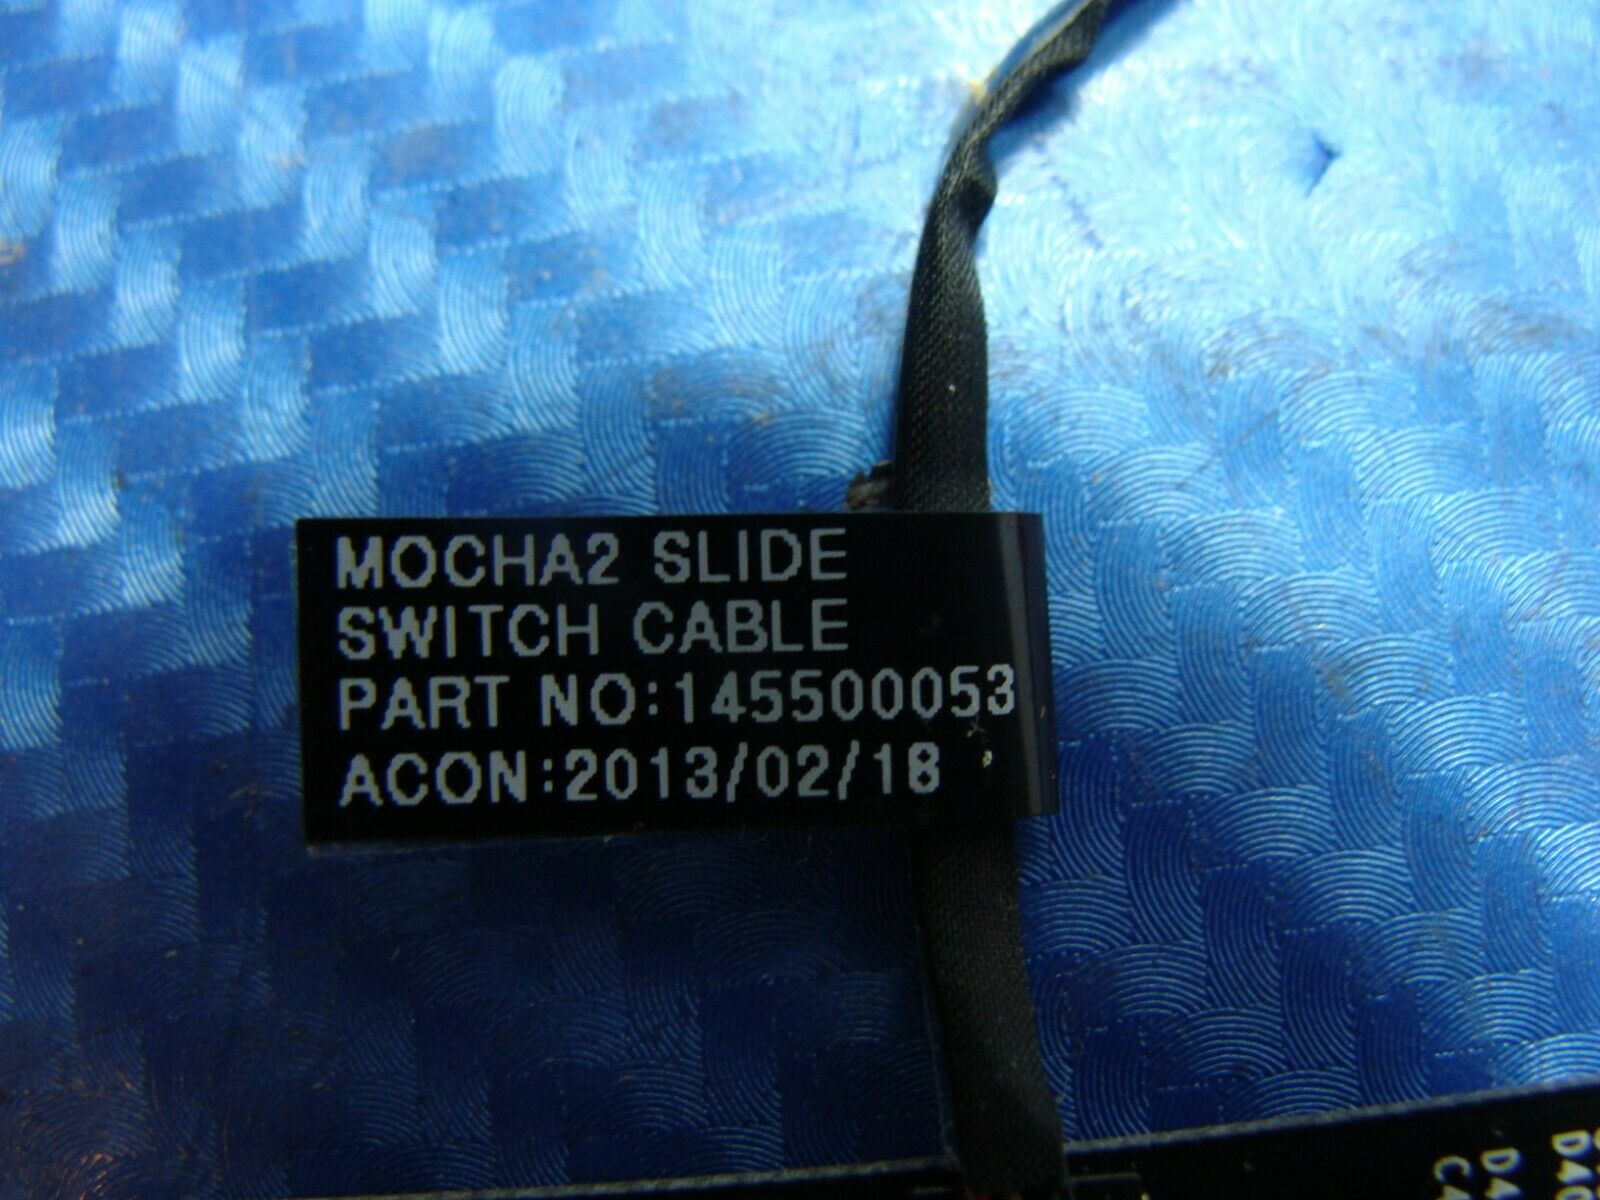 MOCHA2 SLIDE
SWITCH CABLE
PART NO:145500053
ACON:2013/02/18